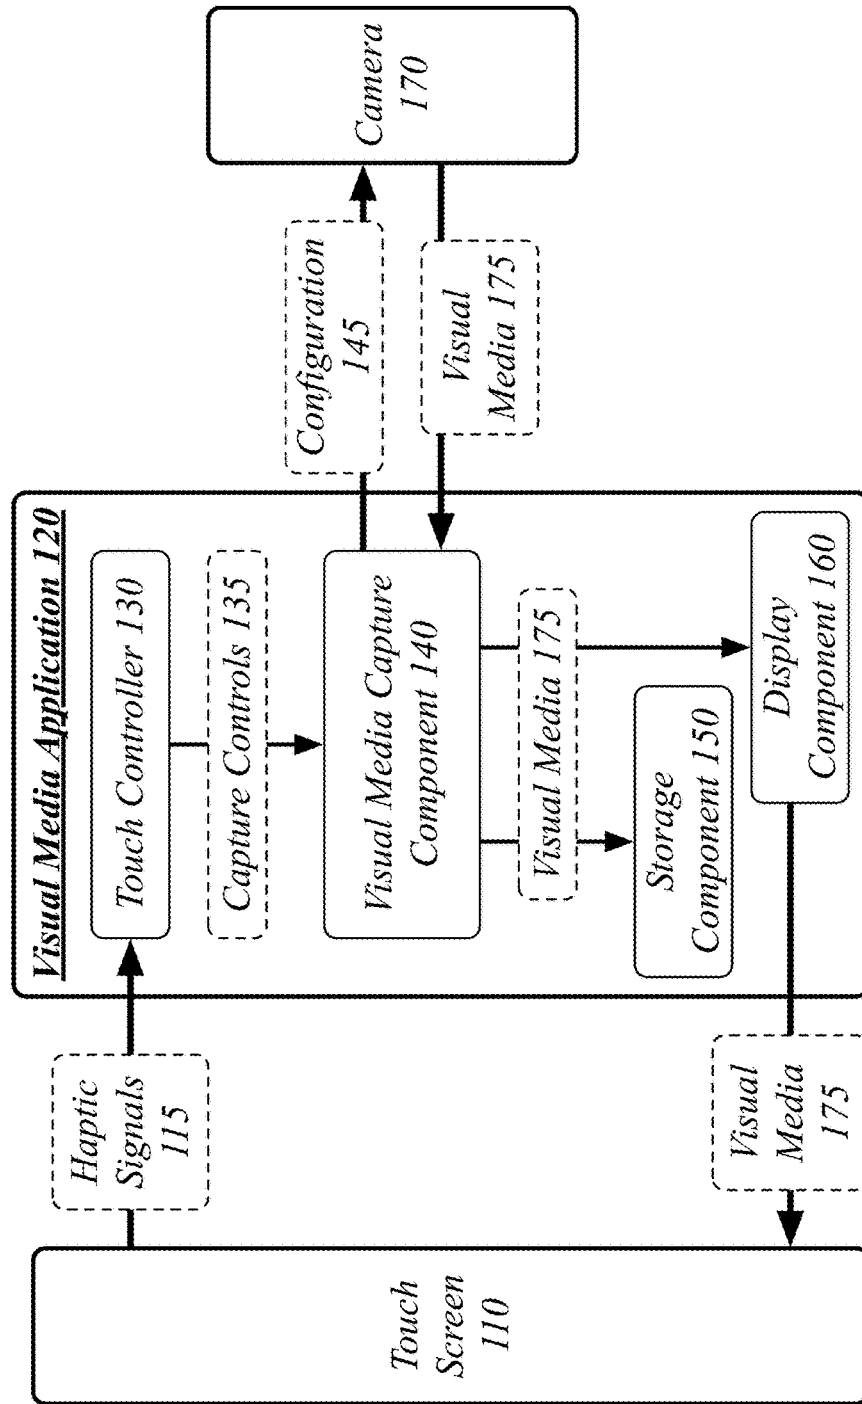 Visual Media Application 120
Touch
Screen
110
Haptic
Signals
115
Touch Controller 130
Capture Controls 135
Visual Media Capture
Component 140
Configuration
145
Camera
170
Visual
Media 175
Visual Media 175
Storage
Component 150
Display
Component 160
Visual
Media
175